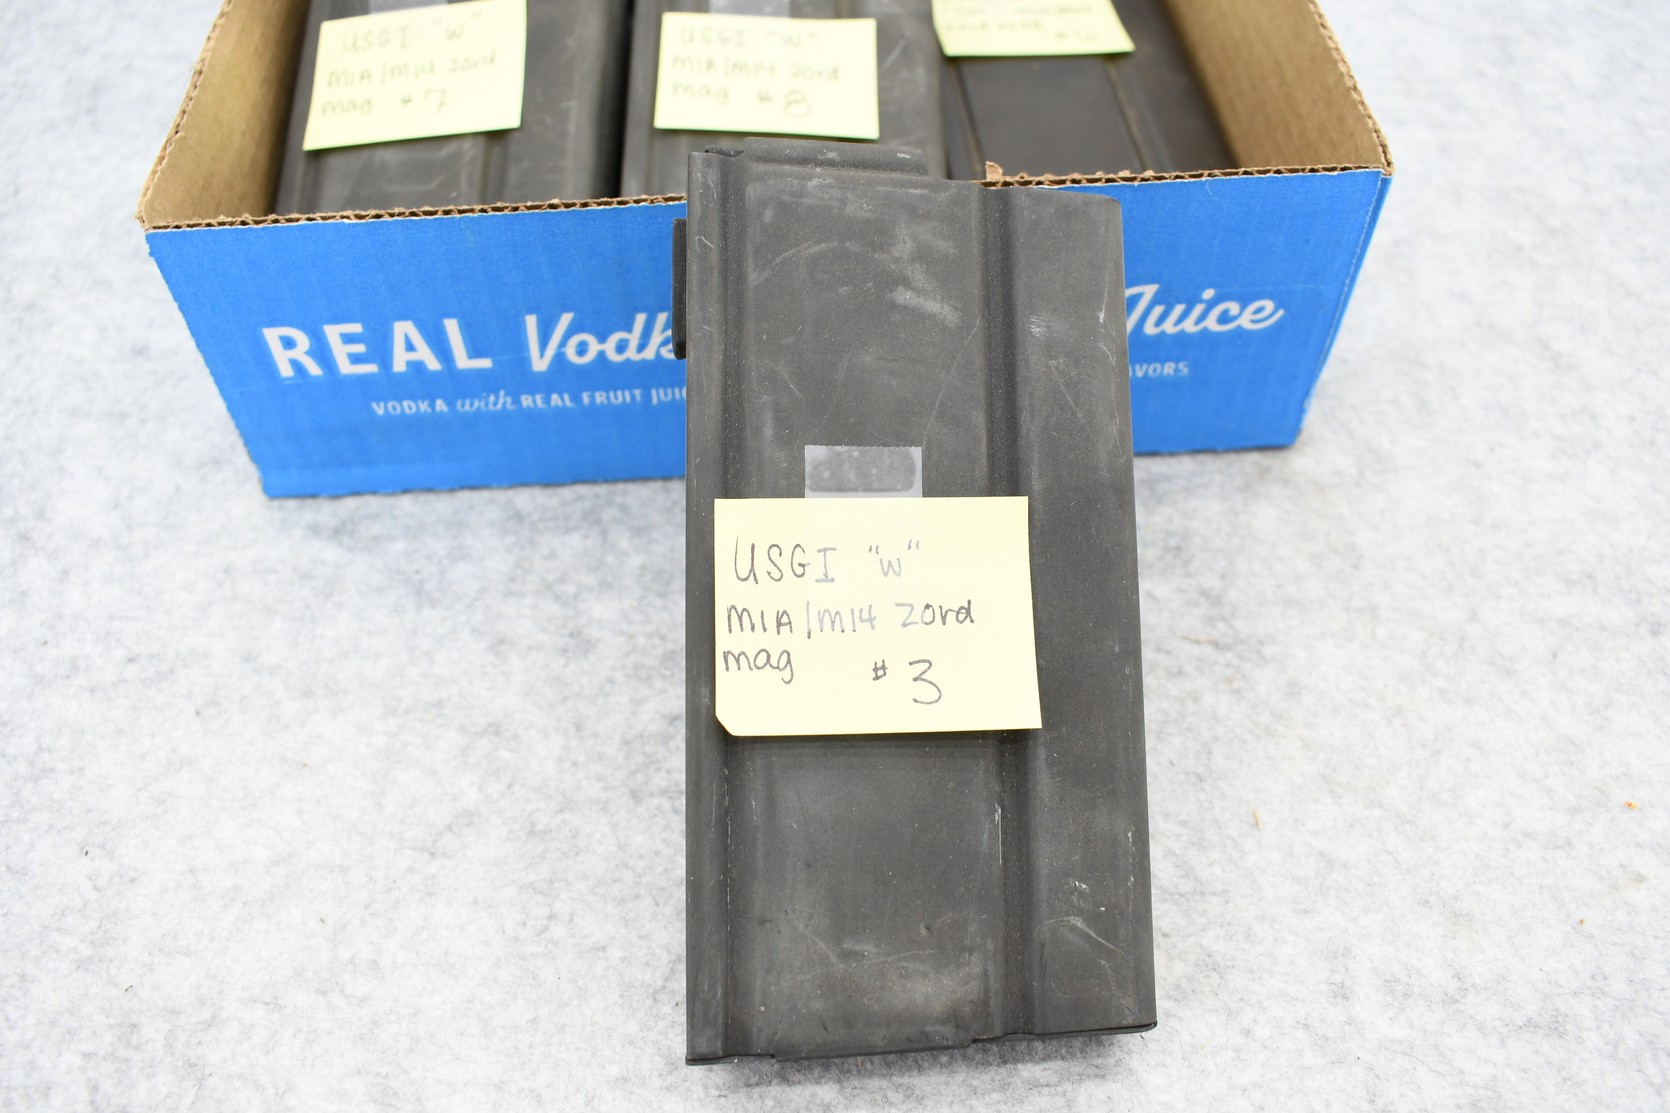 USGI "W"
M1A/M14 20rd
mag #7
USGI "W"
M1A/M14 20rd
mag #8
REAL Vodk
Juice
VODKA with REAL FRUIT JUIC
AVORS
USGI "W"
M1A/M14 20rd
mag #3